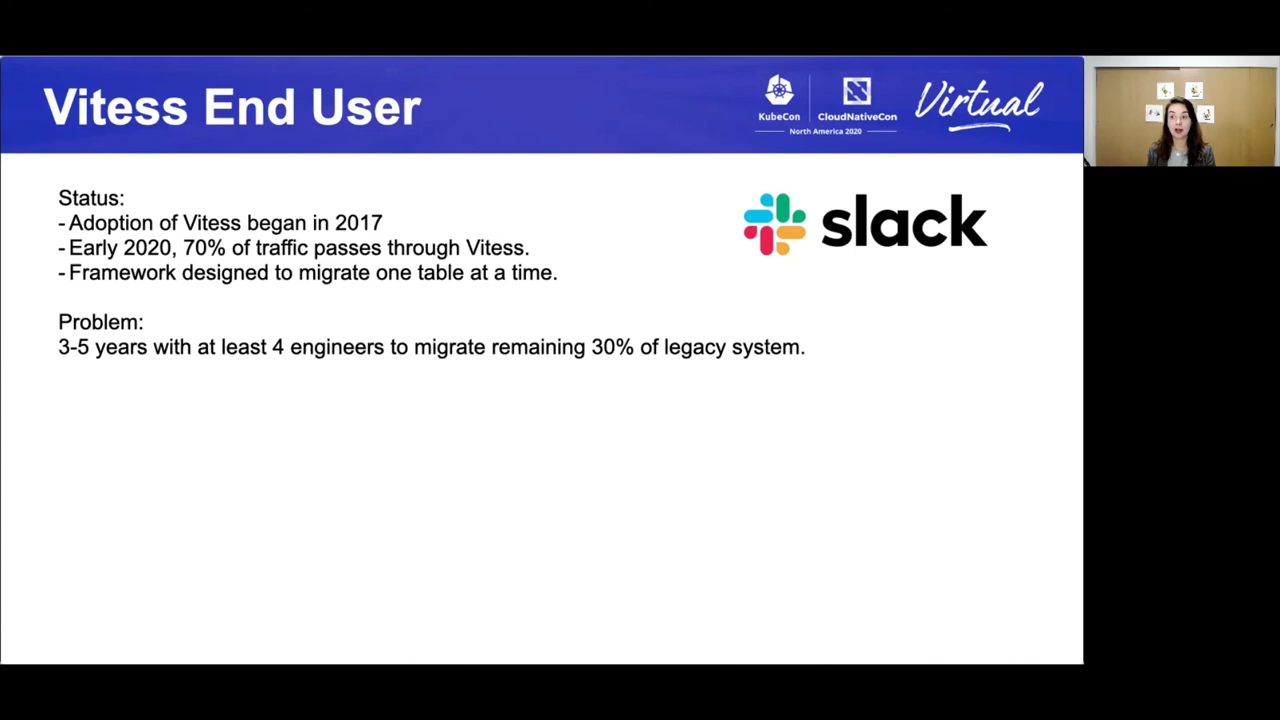 Vitess End User
KubeCon
CloudNativeCon
North America 2020
Virtual
Status:
- Adoption of Vitess began in 2017
- Early 2020, 70% of traffic passes through Vitess.
- Framework designed to migrate one table at a time.
slack
Problem:
3-5 years with at least 4 engineers to migrate remaining 30% of legacy system.